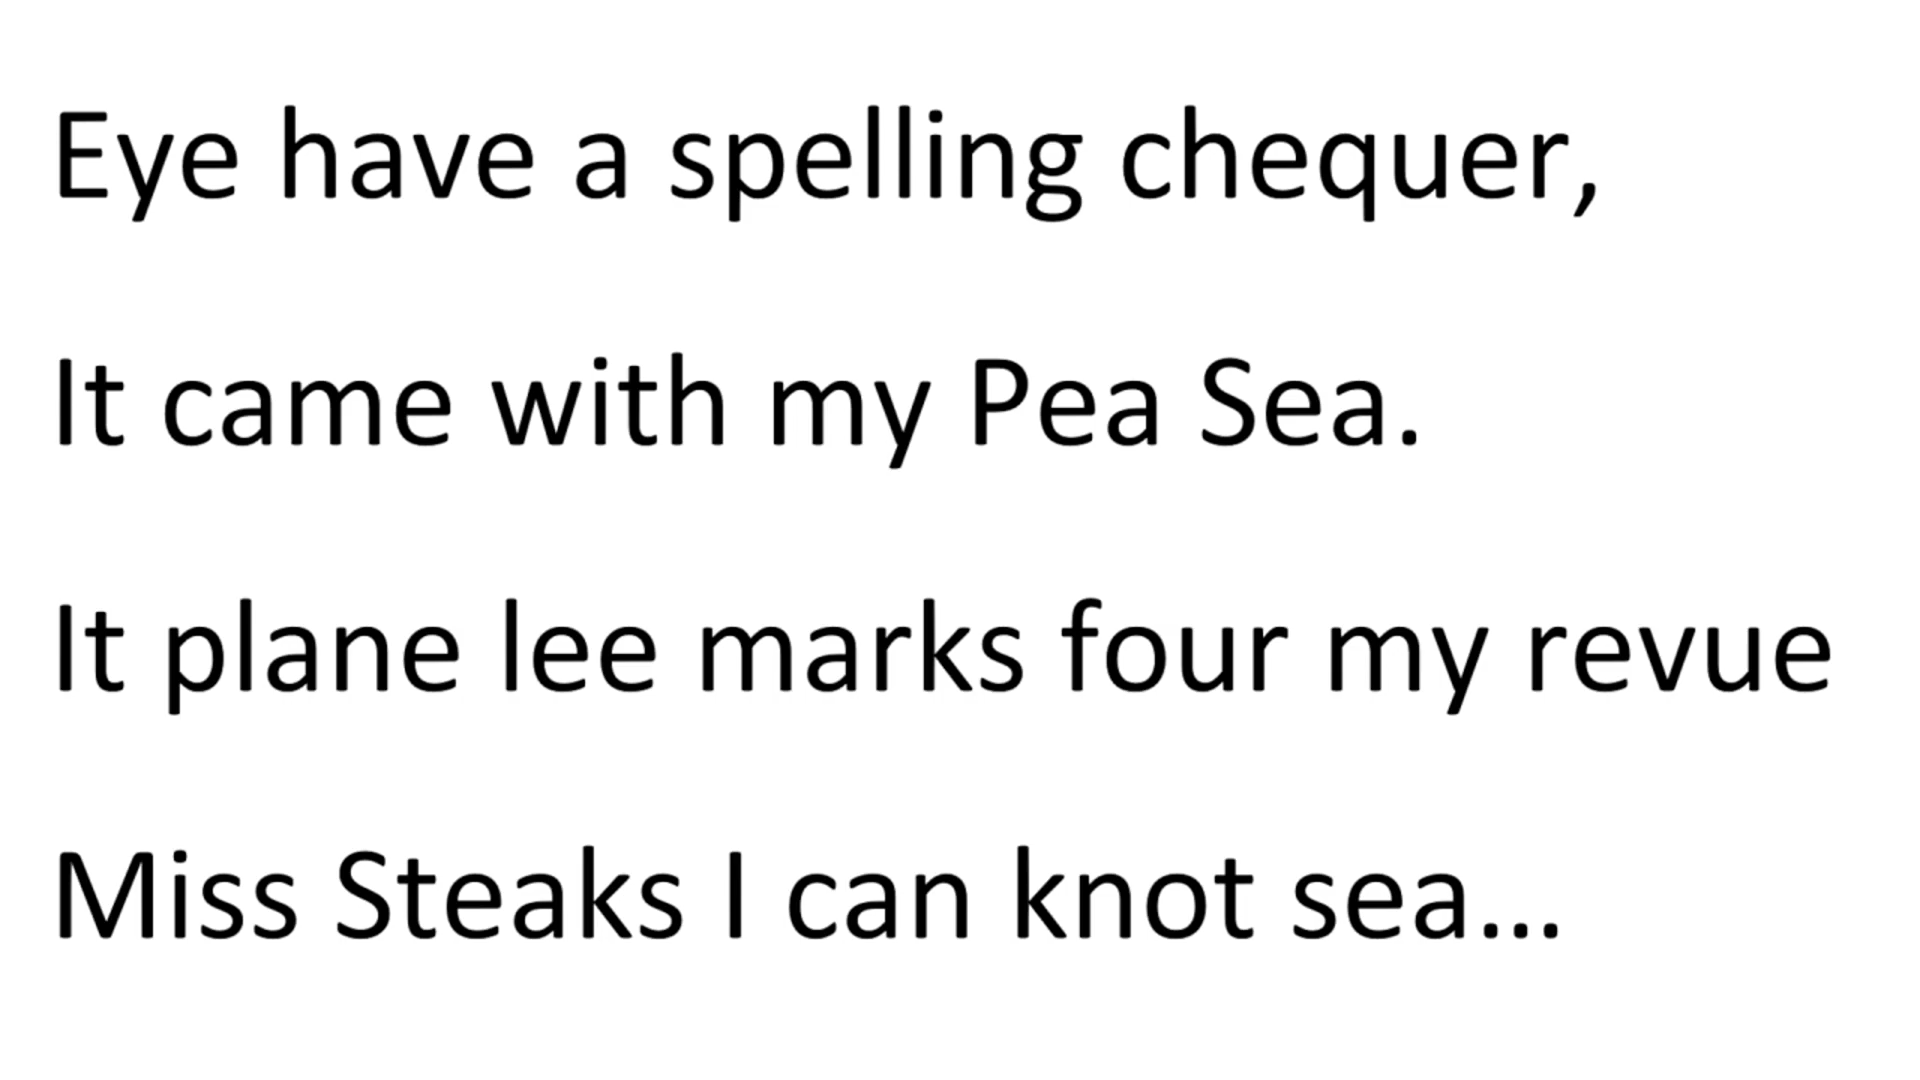 Eye have a spelling chequer,
It came with my Pea Sea.
It plane lee marks four my revue
Miss Steaks I can knot sea...